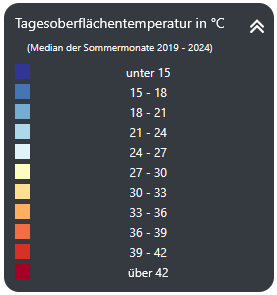 Tagesoberflächentemperatur in °C
(Median der Sommermonate 2019 - 2024)
unter 15
15 - 18
18 - 21
21 - 24
24 - 27
27 - 30
30 - 33
33 - 36
36 - 39
39 - 42
über 42